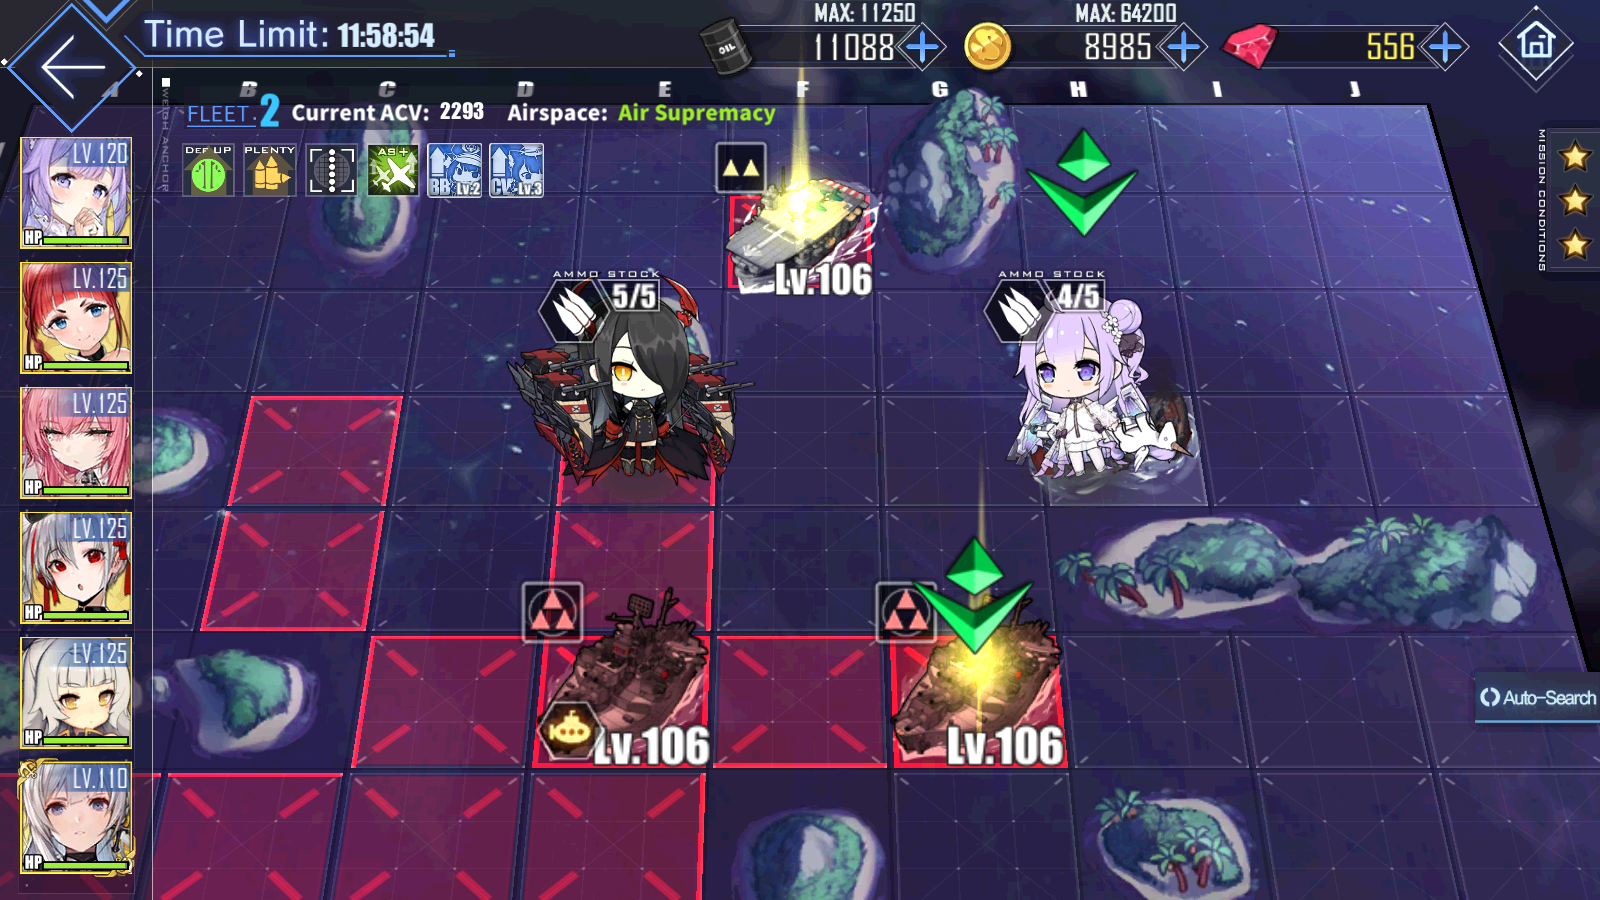 Time Limit: 11:58:54
MAX: 11250
11088
OIL
MAX: 64200
8985
556
A B C D E F G H I J
FLEET. 2 Current ACV: 2293 Airspace: Air Supremacy
WEIGH ANCHOR
DEF UP
PLENTY
AS+
BB Lv.2
CV Lv.3
LV.120
HP
LV.125
HP
LV.125
HP
LV.125
HP
LV.125
HP
LV.110
HP
Lv.106
AMMO STOCK
5/5
AMMO STOCK
4/5
Lv.106
Lv.106
MISSION CONDITIONS
Auto-Search